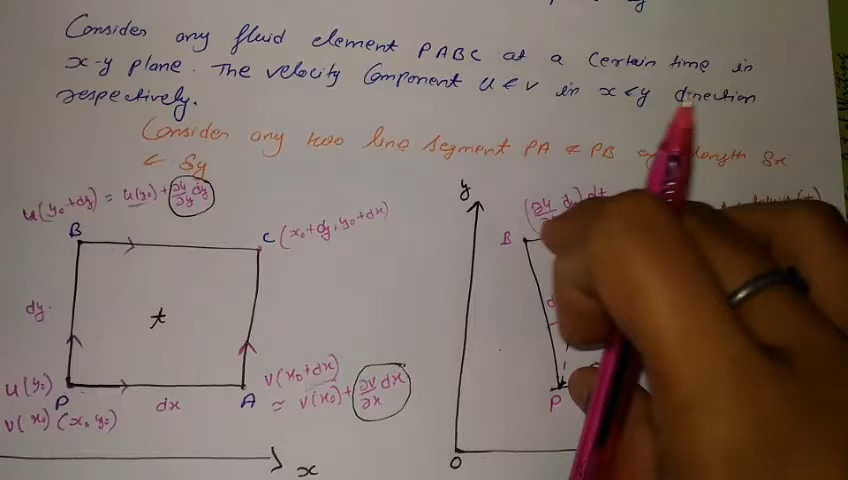 Consider any fluid element PABC at a certain time in
x-y plane. The velocity Component u & v in x & y direction
respectively.
Consider any two line segment PA & PB length δx
& δy
u(y₀+dy) = u(y₀) + ∂u/∂y dy
B
C (x₀+dy, y₀+dx)
dy
t
u(y₀)
P
v(x₀) (x₀ y₀)
dx
A
v(x₀+dx)
≈ v(x₀) + ∂v/∂x dx
x
y
dt
B
P
O